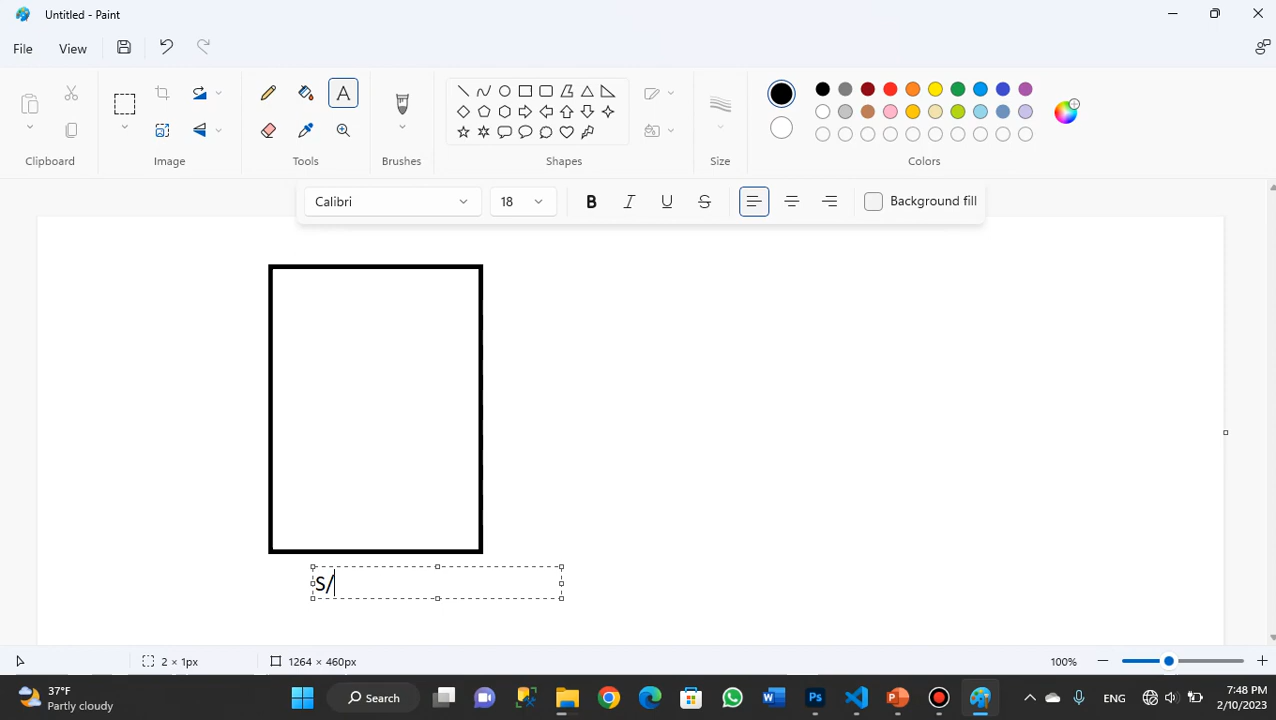 Untitled - Paint
File
View
Clipboard
Image
Tools
Brushes
Shapes
Size
Colors
Calibri
18
B
I
U
S
Background fill
A
S/
2 × 1px
1264 × 460px
100%
37°F
Partly cloudy
Search
ENG
7:48 PM
2/10/2023